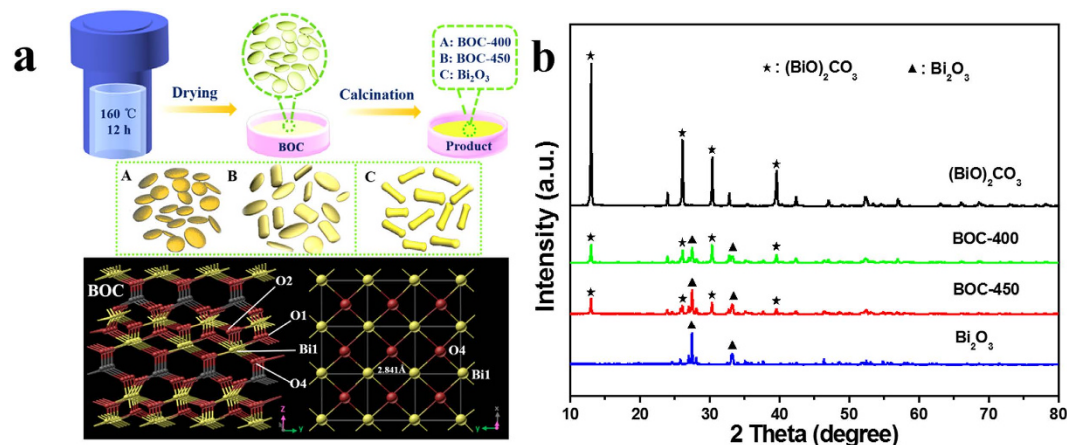 a
160 ℃
12 h
Drying
BOC
Calcination
A: BOC-400
B: BOC-450
C: Bi₂O₃
Product
A
B
C
BOC
O2
O1
Bi1
O4
Z
Y
2.841Å
O4
Bi1
X
Y
b
★: (BiO)₂CO₃
▲: Bi₂O₃
(BiO)₂CO₃
BOC-400
BOC-450
Bi₂O₃
Intensity (a.u.)
10 20 30 40 50 60 70 80
2 Theta (degree)